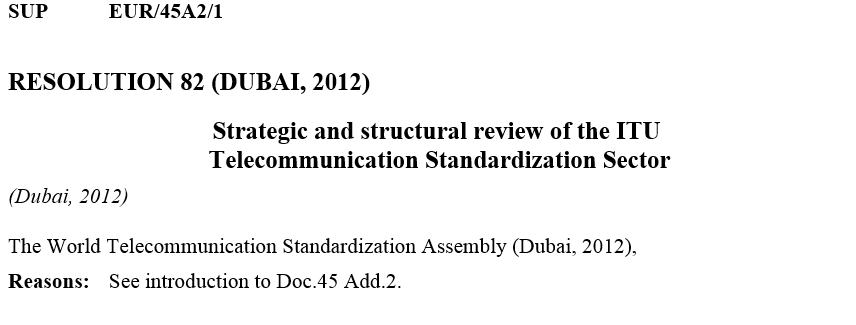 SUP EUR/45A2/1
RESOLUTION 82 (DUBAI, 2012)
Strategic and structural review of the ITU
Telecommunication Standardization Sector
(Dubai, 2012)
The World Telecommunication Standardization Assembly (Dubai, 2012),
Reasons: See introduction to Doc.45 Add.2.